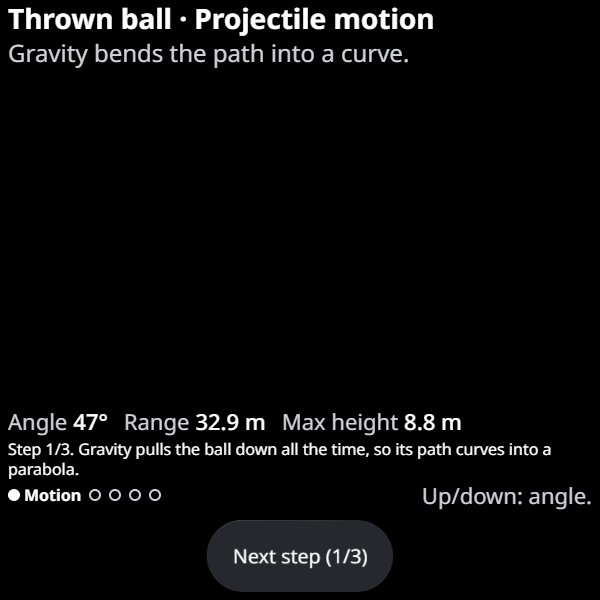 Thrown ball · Projectile motion
Gravity bends the path into a curve.
Angle 47° Range 32.9 m Max height 8.8 m
Step 1/3. Gravity pulls the ball down all the time, so its path curves into a
parabola.
Motion
Up/down: angle.
Next step (1/3)